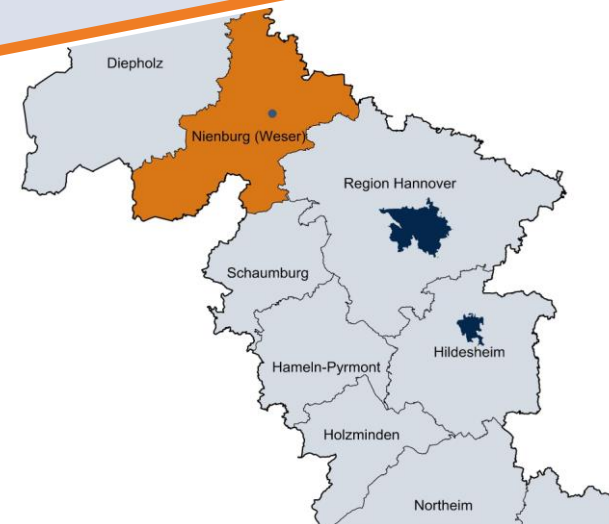 Diepholz
Nienburg (Weser)
Region Hannover
Schaumburg
Hildesheim
Hameln-Pyrmont
Holzminden
Northeim